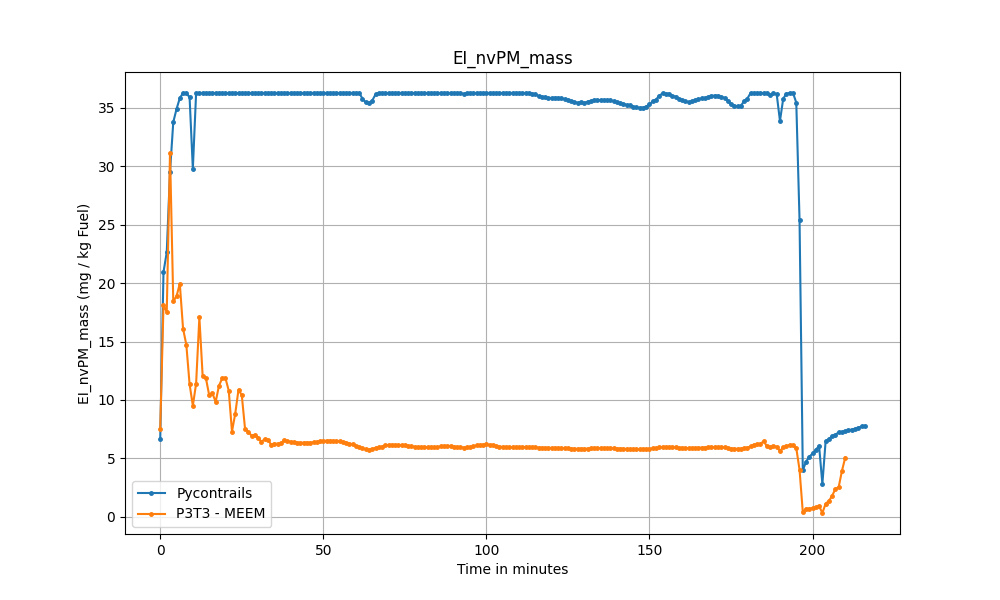 EI_nvPM_mass
EI_nvPM_mass (mg / kg Fuel)
35
30
25
20
15
10
5
0
Pycontrails
P3T3 - MEEM
0 50 100 150 200
Time in minutes